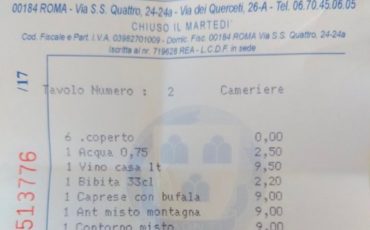 00184 ROMA - Via S.S. Quattro, 24-24a - Via dei Querceti, 26-A - Tel. 06.70.45.06.05
CHIUSO IL MARTEDI'
Cod. Fiscale e Part. I.V.A. 03982701009 - Domic. Fisc. 00184 ROMA - Via S.S. Quattro, 24-24a
Iscritta al nr. 719628 REA - L.C.D.F. in sede
/17
513776
Tavolo Numero : 2 Cameriere
6 .coperto 0,00
1 Acqua 0,75 2,50
1 Vino casa lt 9,50
1 Bibita 33cl 2,20
1 Caprese con bufala 9,00
1 Ant misto montagna 9,00
1 Contorno misto